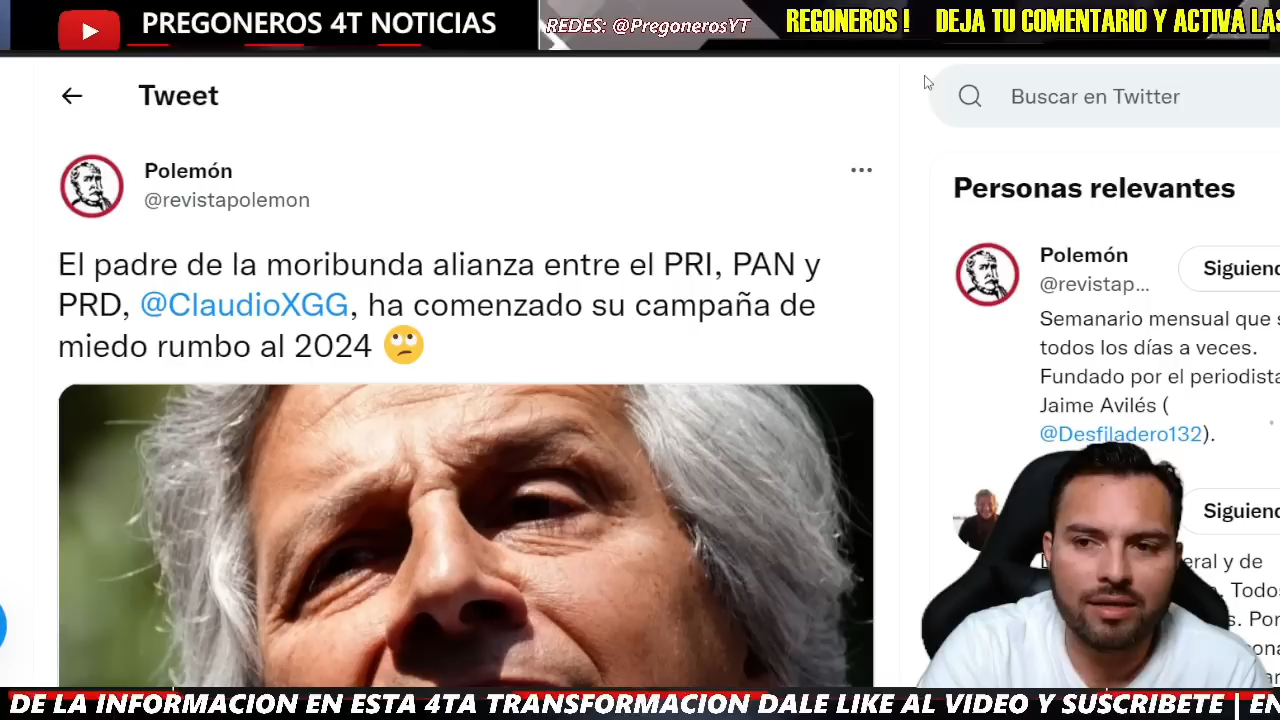 PREGONEROS 4T NOTICIAS
REDES: @PregonerosYT
REGONEROS ! DEJA TU COMENTARIO Y ACTIVA LAS
Tweet
Buscar en Twitter
Polemón
@revistapolemon
El padre de la moribunda alianza entre el PRI, PAN y
PRD, @ClaudioXGG, ha comenzado su campaña de
miedo rumbo al 2024
Personas relevantes
Polemón
@revistap...
Siguiend
Semanario mensual que s
todos los días a veces.
Fundado por el periodista
Jaime Avilés (
@Desfiladero132).
Siguiend
eral y de
Todos
s. Por
DE LA INFORMACION EN ESTA 4TA TRANSFORMACION DALE LIKE AL VIDEO Y SUSCRIBETE | EN